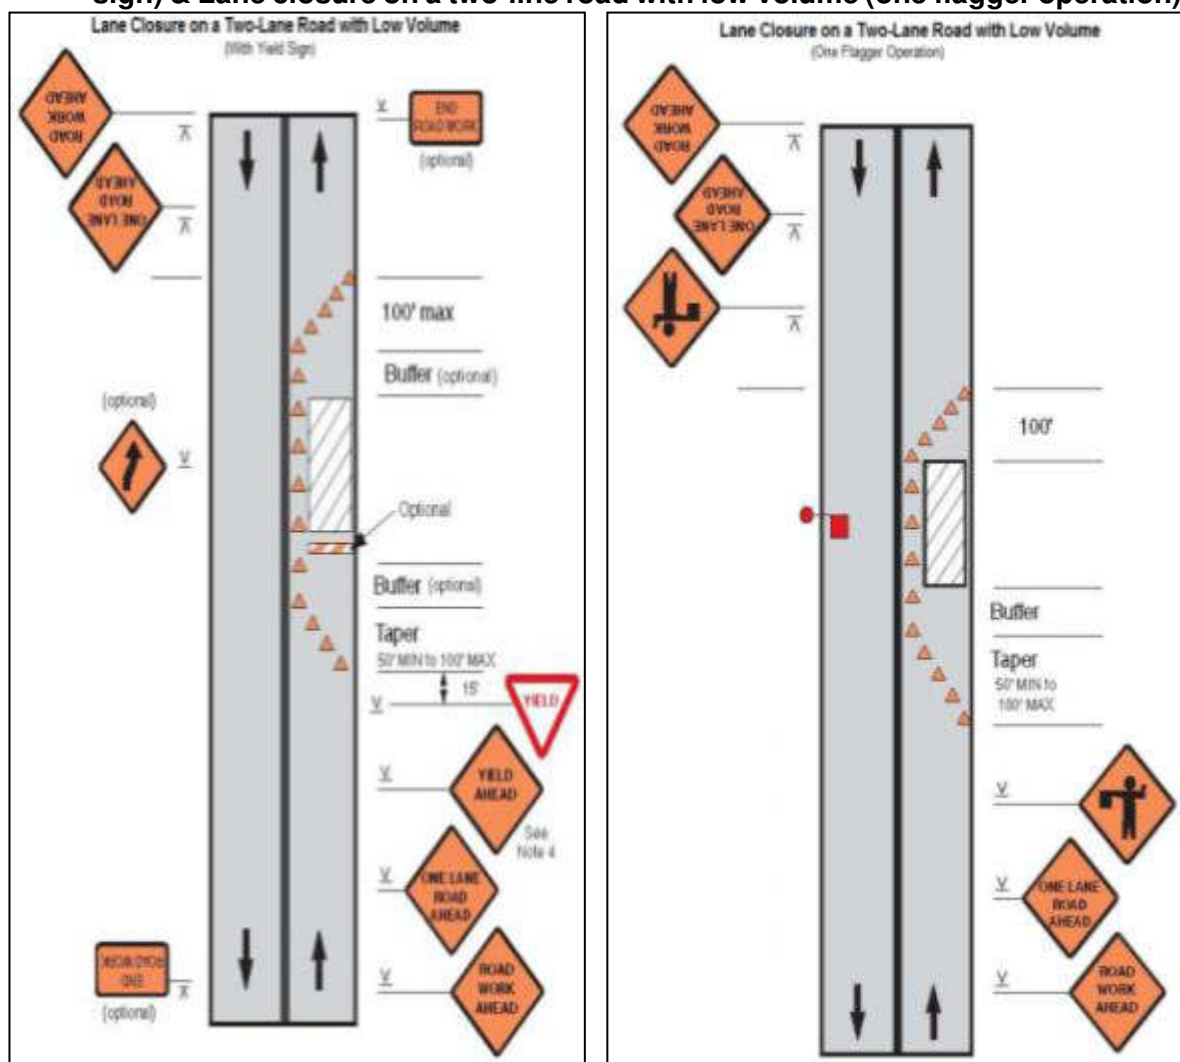 sign) & Lane closure on a two-line road with low volume (one flagger operation)
Lane Closure on a Two-Lane Road with Low Volume
(With Yield Sign)
ROAD
WORK
AHEAD
ONE LANE
ROAD
AHEAD
END
ROAD WORK
(optional)
100' max
Buffer (optional)
(optional)
Optional
Buffer (optional)
Taper
50' MIN to 100' MAX
15'
YIELD
YIELD
AHEAD
See
Note 4
ONE LANE
ROAD
AHEAD
ROAD
WORK
AHEAD
END
ROAD WORK
(optional)
Lane Closure on a Two-Lane Road with Low Volume
(One Flagger Operation)
ROAD
WORK
AHEAD
ONE LANE
ROAD
AHEAD
100'
Buffer
Taper
50' MIN to
100' MAX
ONE LANE
ROAD
AHEAD
ROAD
WORK
AHEAD